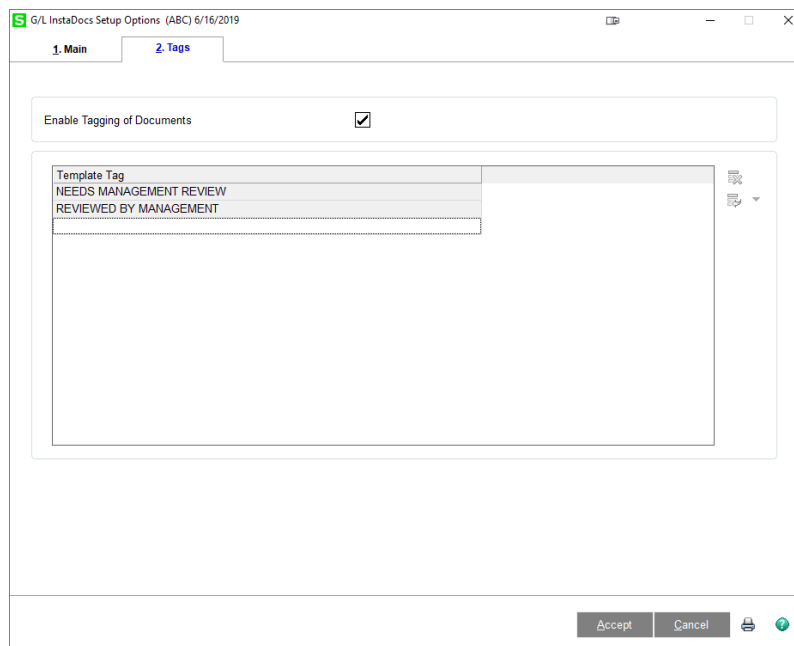 S G/L InstaDocs Setup Options (ABC) 6/16/2019
1. Main 2. Tags
Enable Tagging of Documents
Template Tag
NEEDS MANAGEMENT REVIEW
REVIEWED BY MANAGEMENT
Accept Cancel ?